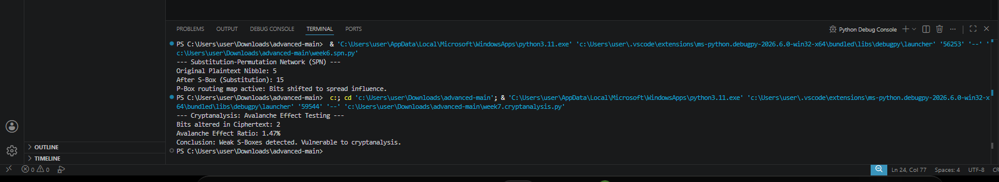 PROBLEMS OUTPUT DEBUG CONSOLE TERMINAL PORTS Python Debug Console
PS C:\Users\user\Downloads\advanced-main>  & 'C:\Users\user\AppData\Local\Microsoft\WindowsApps\python3.11.exe' 'c:\Users\user\.vscode\extensions\ms-python.debugpy-2026.6.0-win32-x64\bundled\libs\debugpy\launcher' '56253' '--' '
c:\Users\user\Downloads\advanced-main\week6.spn.py'
--- Substitution-Permutation Network (SPN) ---
Original Plaintext Nibble: 5
After S-Box (Substitution): 15
P-Box routing map active: Bits shifted to spread influence.
PS C:\Users\user\Downloads\advanced-main>  c:; cd 'c:\Users\user\Downloads\advanced-main'; & 'C:\Users\user\AppData\Local\Microsoft\WindowsApps\python3.11.exe' 'c:\Users\user\.vscode\extensions\ms-python.debugpy-2026.6.0-win32-x
64\bundled\libs\debugpy\launcher' '59544' '--' 'c:\Users\user\Downloads\advanced-main\week7.cryptanalysis.py'
--- Cryptanalysis: Avalanche Effect Testing ---
Bits altered in Ciphertext: 2
Avalanche Effect Ratio: 1.47%
Conclusion: Weak S-Boxes detected. Vulnerable to cryptanalysis.
PS C:\Users\user\Downloads\advanced-main>
OUTLINE
TIMELINE
0 0 Ln 24, Col 77 Spaces: 4 UTF-8